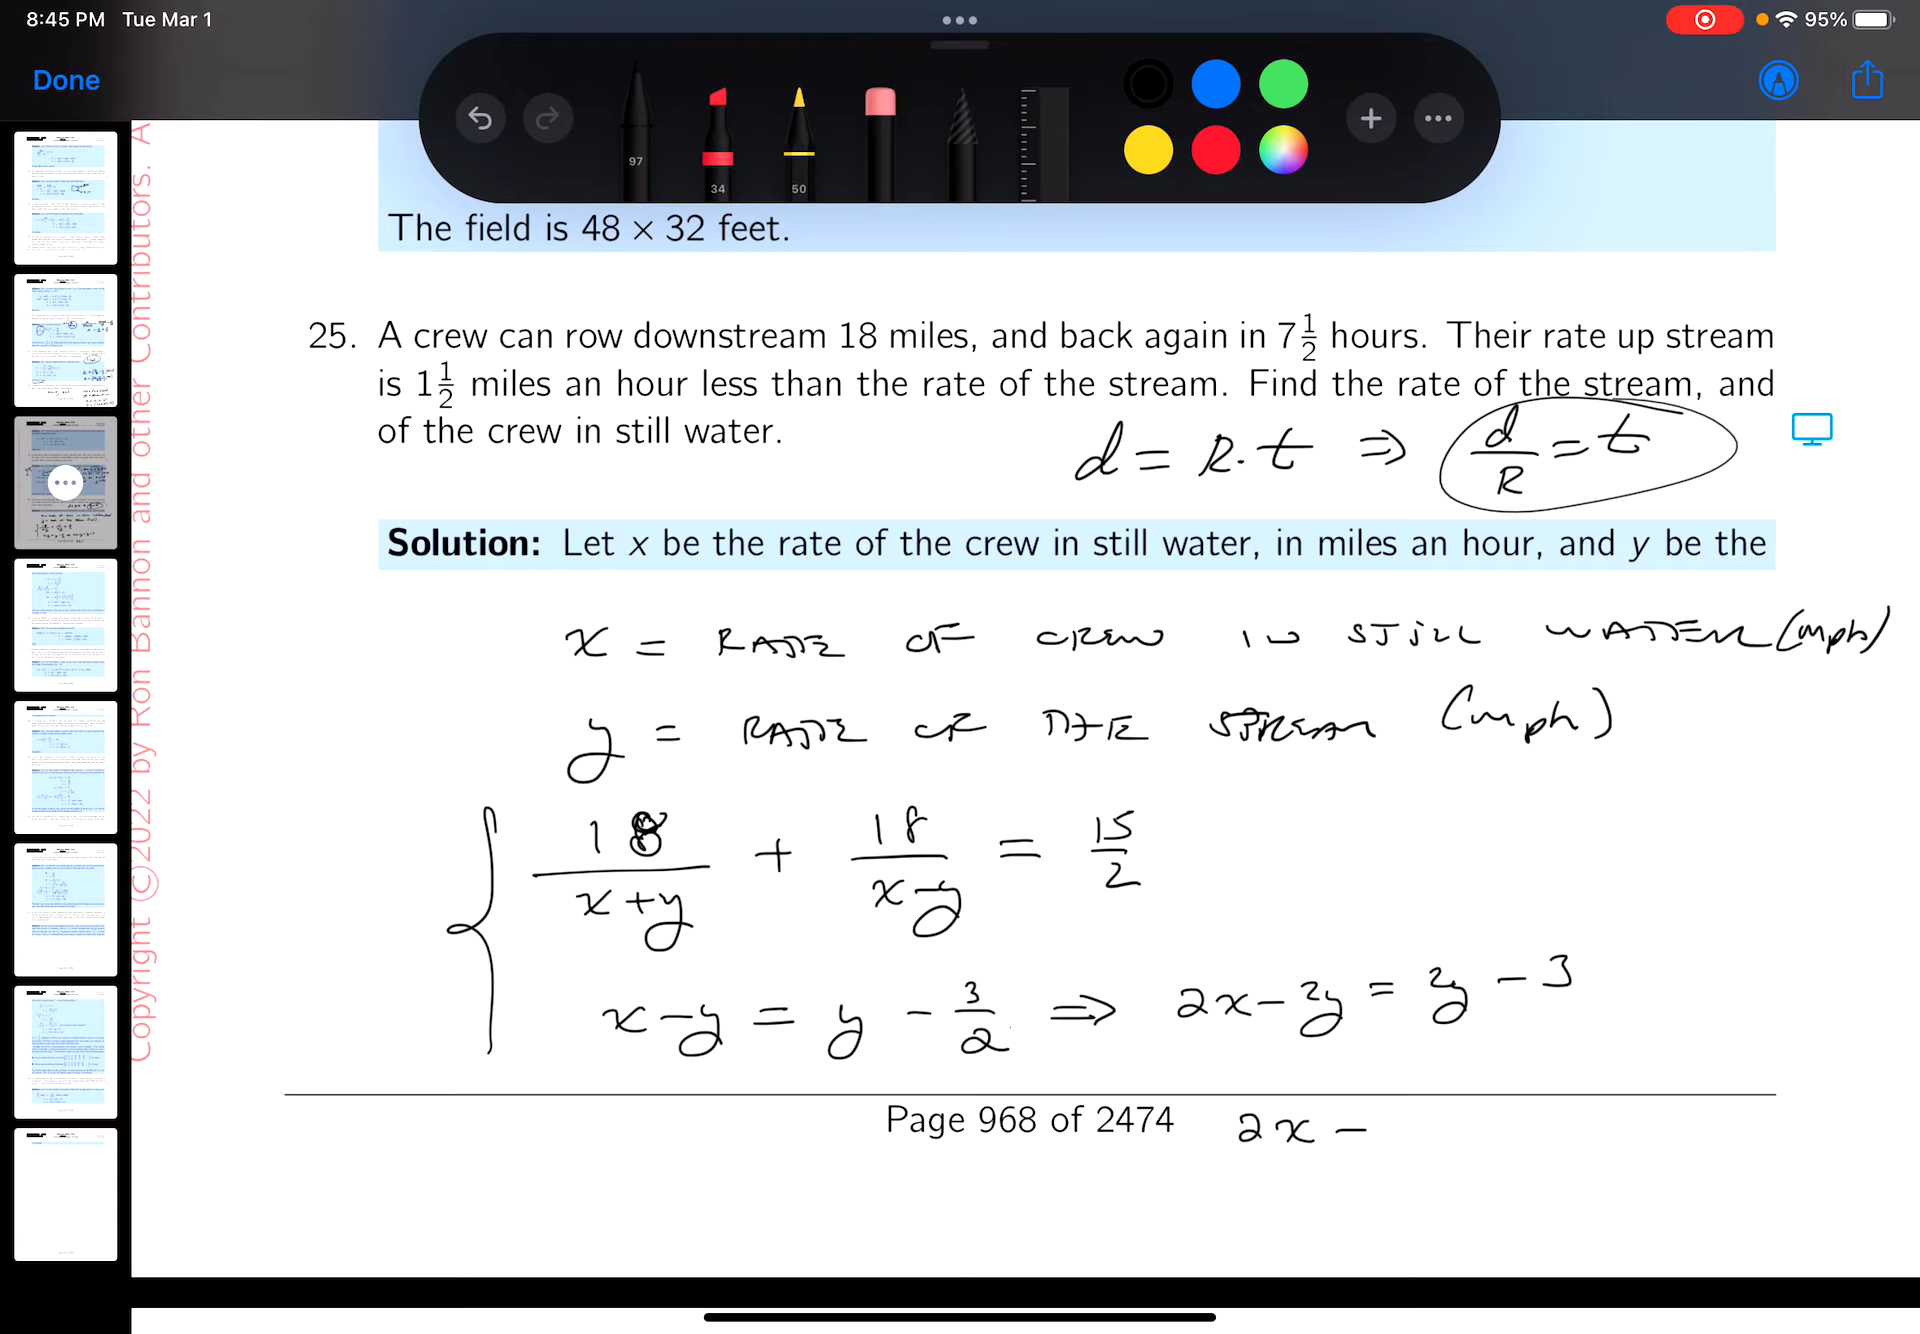 8:45 PM Tue Mar 1
95%
Done
97
34
50
The field is 48 × 32 feet.
25. A crew can row downstream 18 miles, and back again in 7 1/2 hours. Their rate up stream
is 1 1/2 miles an hour less than the rate of the stream. Find the rate of the stream, and
of the crew in still water.
d = R·t ⇒ d/R = t
Solution: Let x be the rate of the crew in still water, in miles an hour, and y be the
x = RATE OF CREW IN STILL WATER (mph)
y = RATE OF THE STREAM (mph)
18/(x+y) + 18/(x-y) = 15/2
x-y = y - 3/2 ⇒ 2x - 2y = 2y - 3
Page 968 of 2474
2x -
Copyright ©2022 by Ron Bannon and other Contributors. A